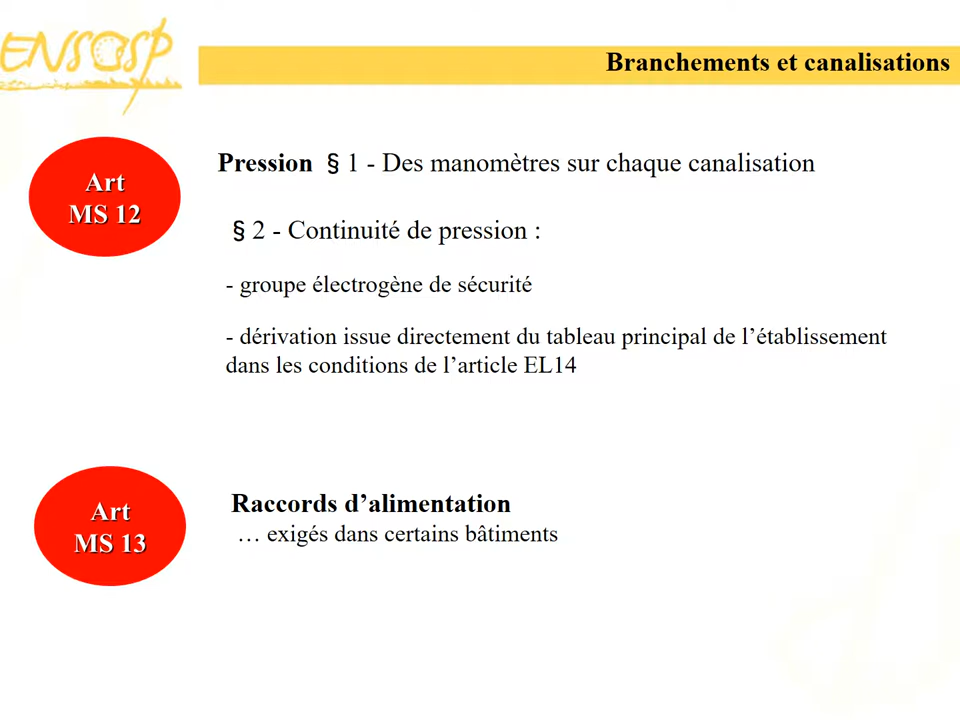 ENSOSP
Branchements et canalisations
Art
MS 12
Pression § 1 - Des manomètres sur chaque canalisation
§ 2 - Continuité de pression :
- groupe électrogène de sécurité
- dérivation issue directement du tableau principal de l’établissement
dans les conditions de l’article EL14
Art
MS 13
Raccords d’alimentation
… exigés dans certains bâtiments